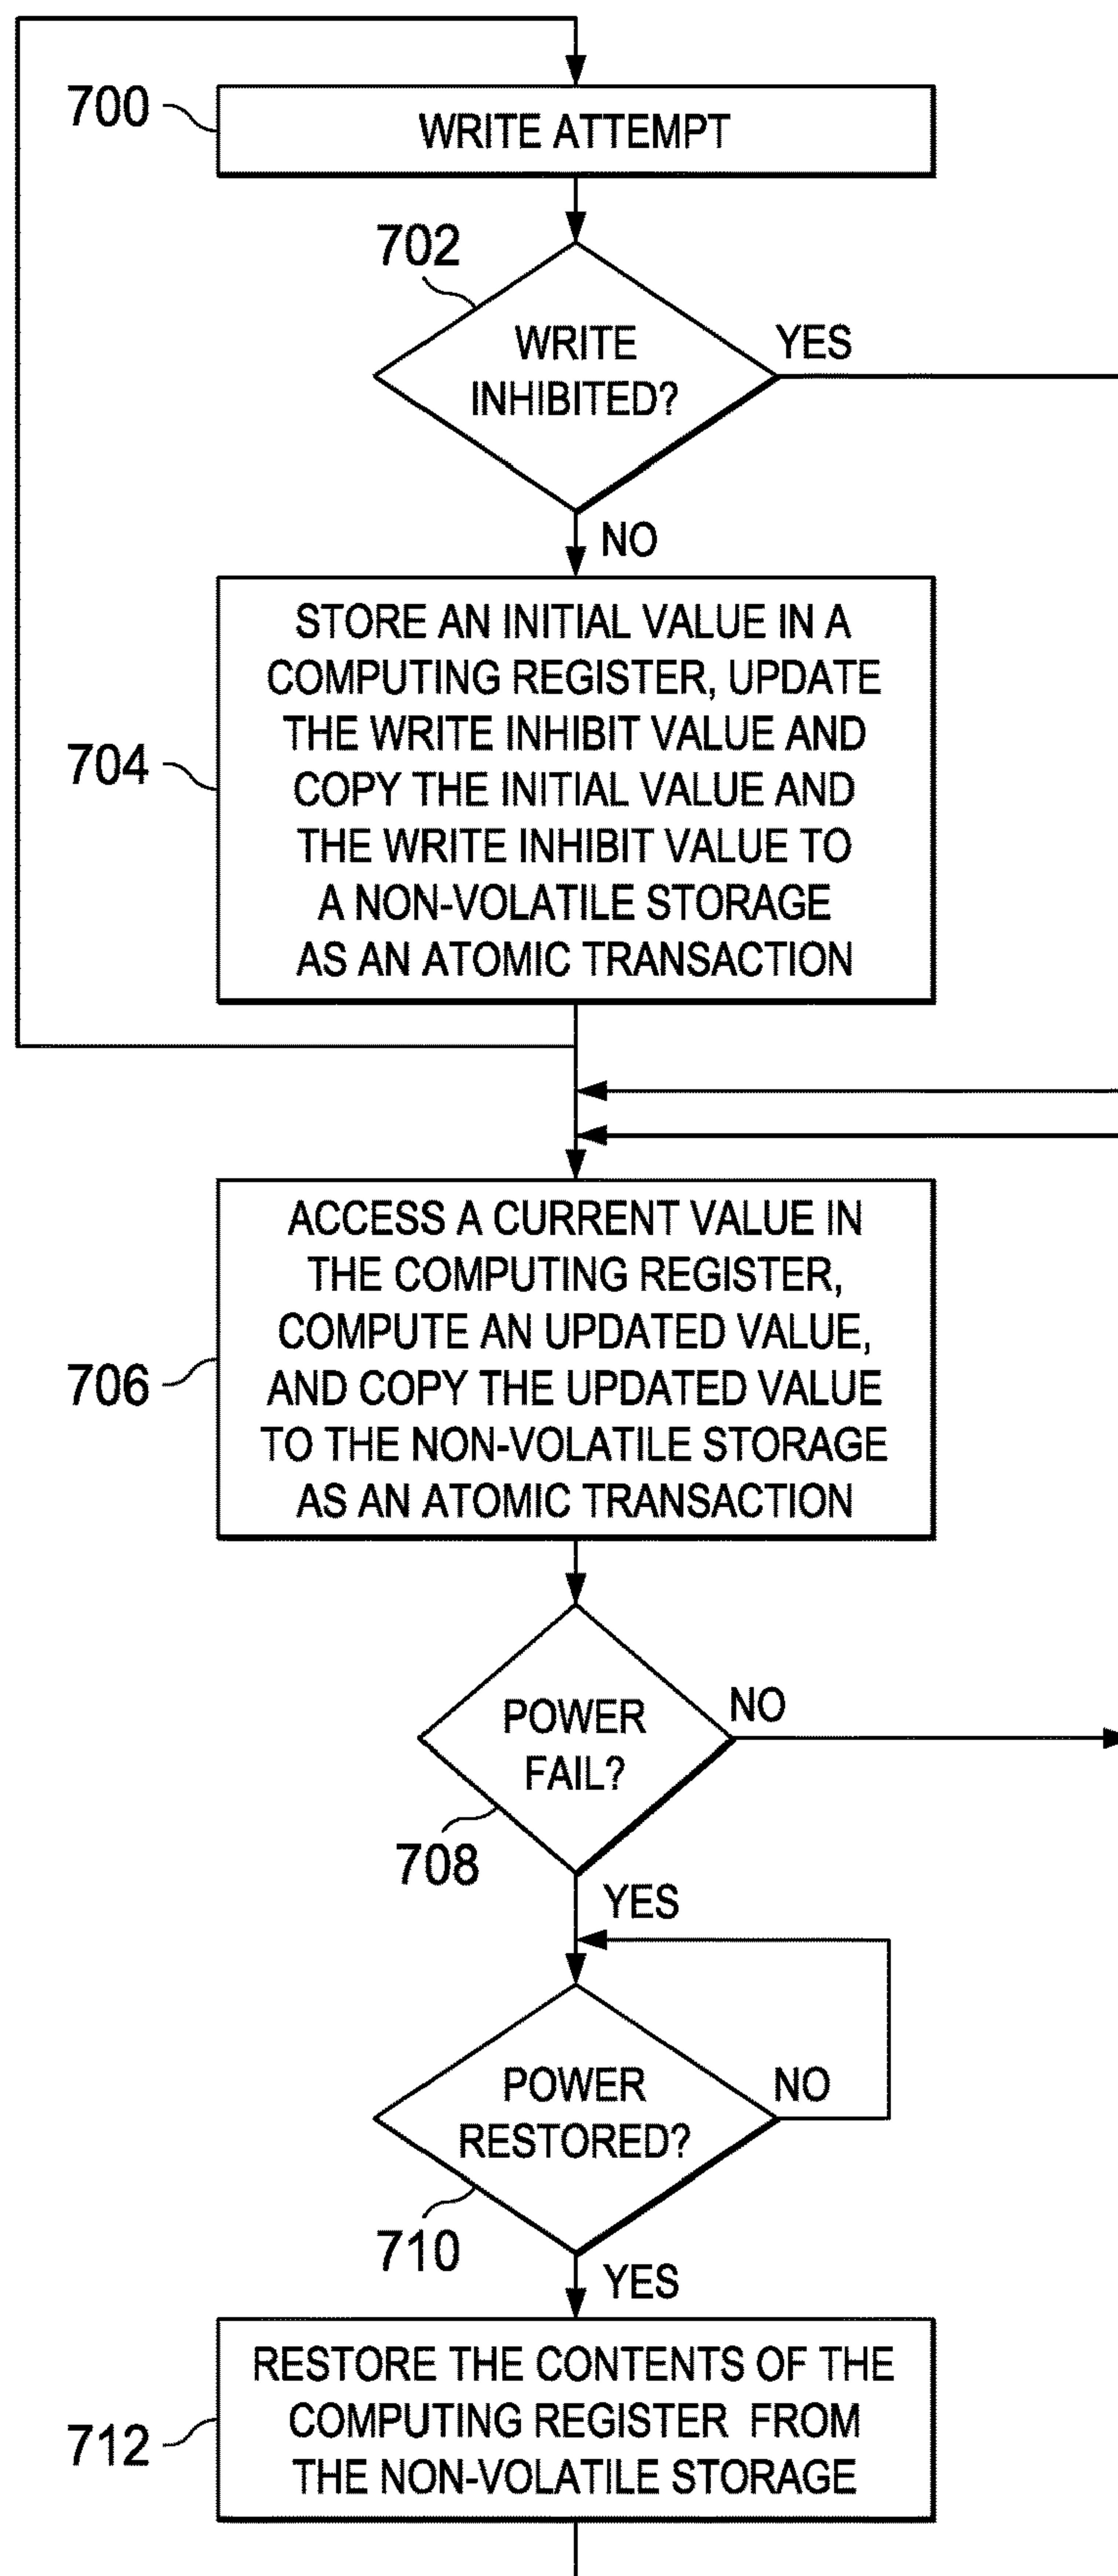 700
WRITE ATTEMPT
702
WRITE
INHIBITED?
YES
NO
704
STORE AN INITIAL VALUE IN A
COMPUTING REGISTER, UPDATE
THE WRITE INHIBIT VALUE AND
COPY THE INITIAL VALUE AND
THE WRITE INHIBIT VALUE TO
A NON-VOLATILE STORAGE
AS AN ATOMIC TRANSACTION
706
ACCESS A CURRENT VALUE IN
THE COMPUTING REGISTER,
COMPUTE AN UPDATED VALUE,
AND COPY THE UPDATED VALUE
TO THE NON-VOLATILE STORAGE
AS AN ATOMIC TRANSACTION
POWER
FAIL?
NO
708
YES
POWER
RESTORED?
NO
710
YES
712
RESTORE THE CONTENTS OF THE
COMPUTING REGISTER FROM
THE NON-VOLATILE STORAGE